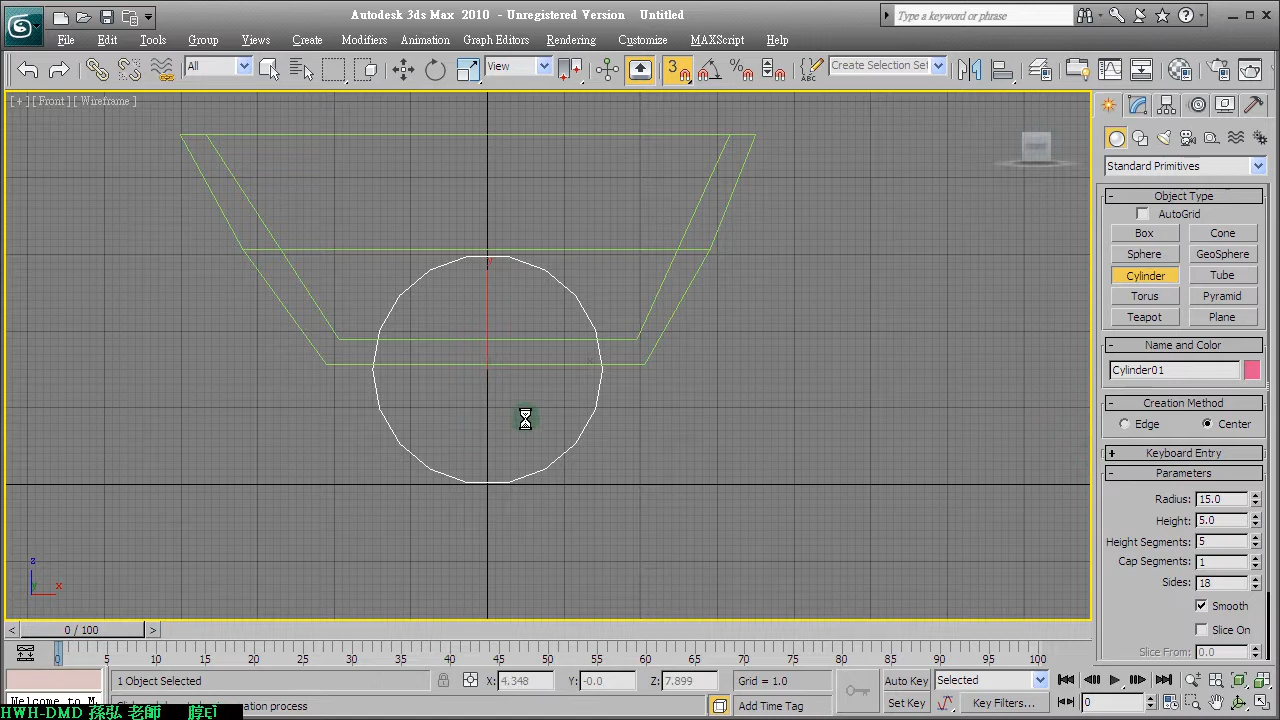 Autodesk 3ds Max 2010 - Unregistered Version Untitled
Type a keyword or phrase
File Edit Tools Group Views Create Modifiers Animation Graph Editors Rendering Customize MAXScript Help
All View 3 Create Selection Set
[ + ] [ Front ] [ Wireframe ]
Standard Primitives
- Object Type
AutoGrid
Box Cone
Sphere GeoSphere
Cylinder Tube
Torus Pyramid
Teapot Plane
- Name and Color
Cylinder01
- Creation Method
Edge Center
+ Keyboard Entry
- Parameters
Radius: 15.0
Height: 5.0
Height Segments: 5
Cap Segments: 1
Sides: 18
Smooth
Slice On
Slice From: 0.0
y
x
z
y x
< 0 / 100 >
0 5 10 15 20 25 30 35 40 45 50 55 60 65 70 75 80 85 90 95 100
1 Object Selected X: 4.348 Y: -0.0 Z: 7.899 Grid = 1.0 Auto Key Selected
Welcome to M
ation process Add Time Tag Set Key Key Filters... 0
HWH-DMD 孫弘 老師